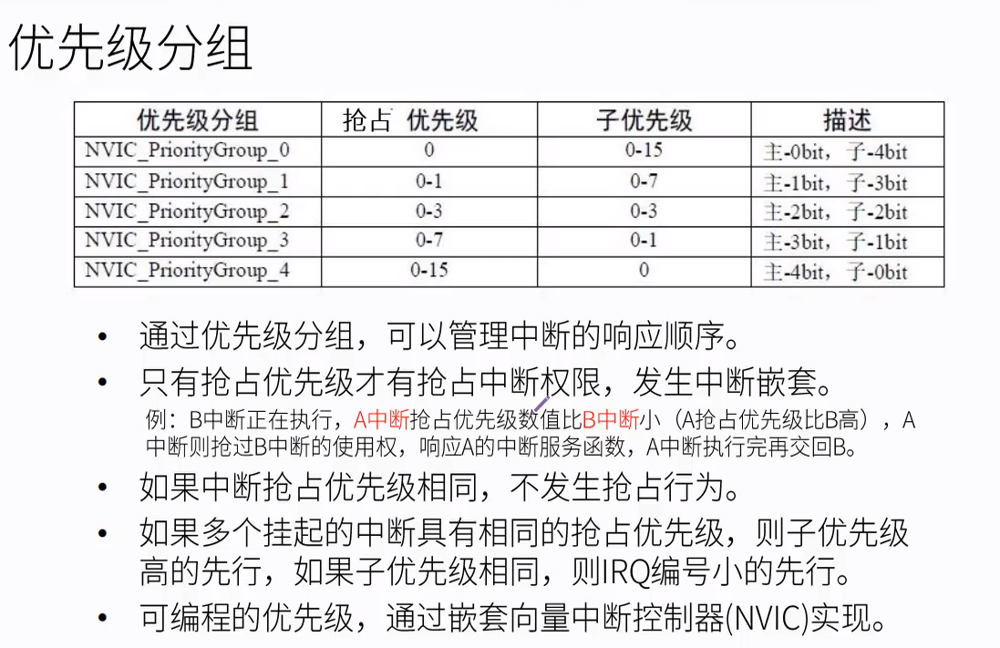 优先级分组
优先级分组 抢占 优先级 子优先级 描述
NVIC_PriorityGroup_0 0 0-15 主-0bit，子-4bit
NVIC_PriorityGroup_1 0-1 0-7 主-1bit，子-3bit
NVIC_PriorityGroup_2 0-3 0-3 主-2bit，子-2bit
NVIC_PriorityGroup_3 0-7 0-1 主-3bit，子-1bit
NVIC_PriorityGroup_4 0-15 0 主-4bit，子-0bit
• 通过优先级分组，可以管理中断的响应顺序。
• 只有抢占优先级才有抢占中断权限，发生中断嵌套。
例：B中断正在执行，A中断抢占优先级数值比B中断小（A抢占优先级比B高），A
中断则抢过B中断的使用权，响应A的中断服务函数，A中断执行完再交回B。
• 如果中断抢占优先级相同，不发生抢占行为。
• 如果多个挂起的中断具有相同的抢占优先级，则子优先级
高的先行，如果子优先级相同，则IRQ编号小的先行。
• 可编程的优先级，通过嵌套向量中断控制器(NVIC)实现。